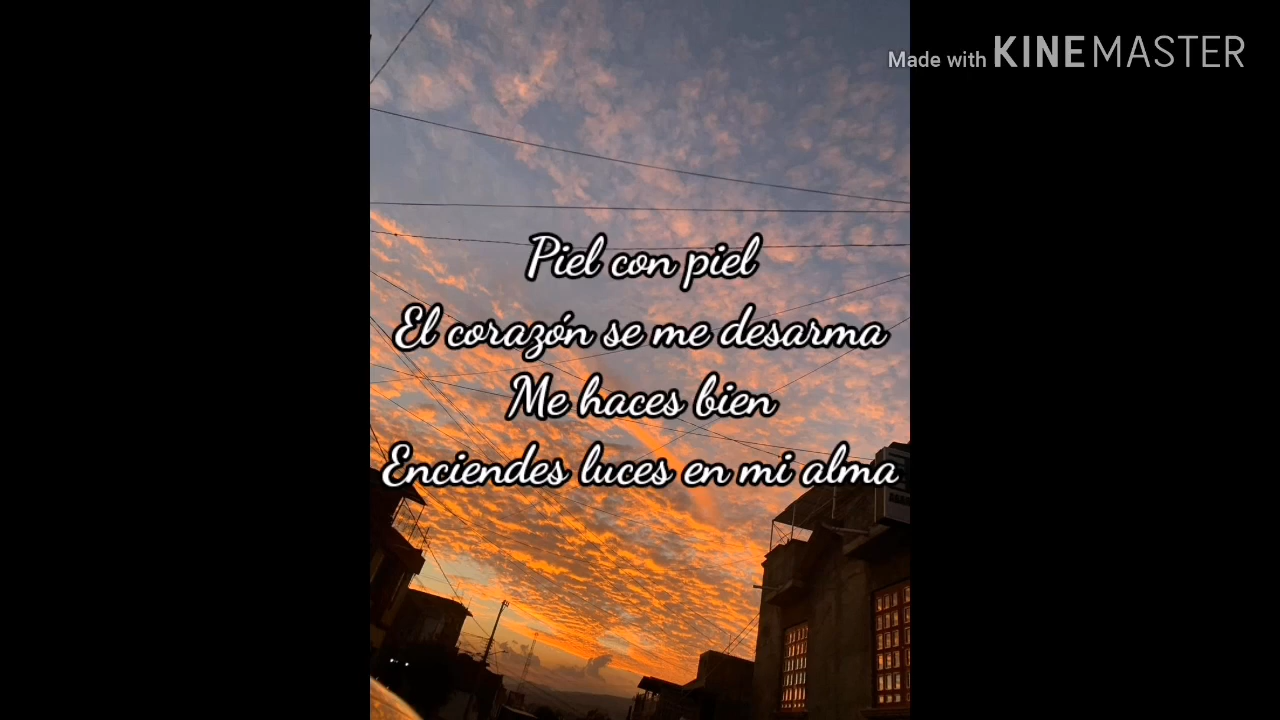 Made with KINEMASTER
Piel con piel
El corazón se me desarma
Me haces bien
Enciendes luces en mi alma